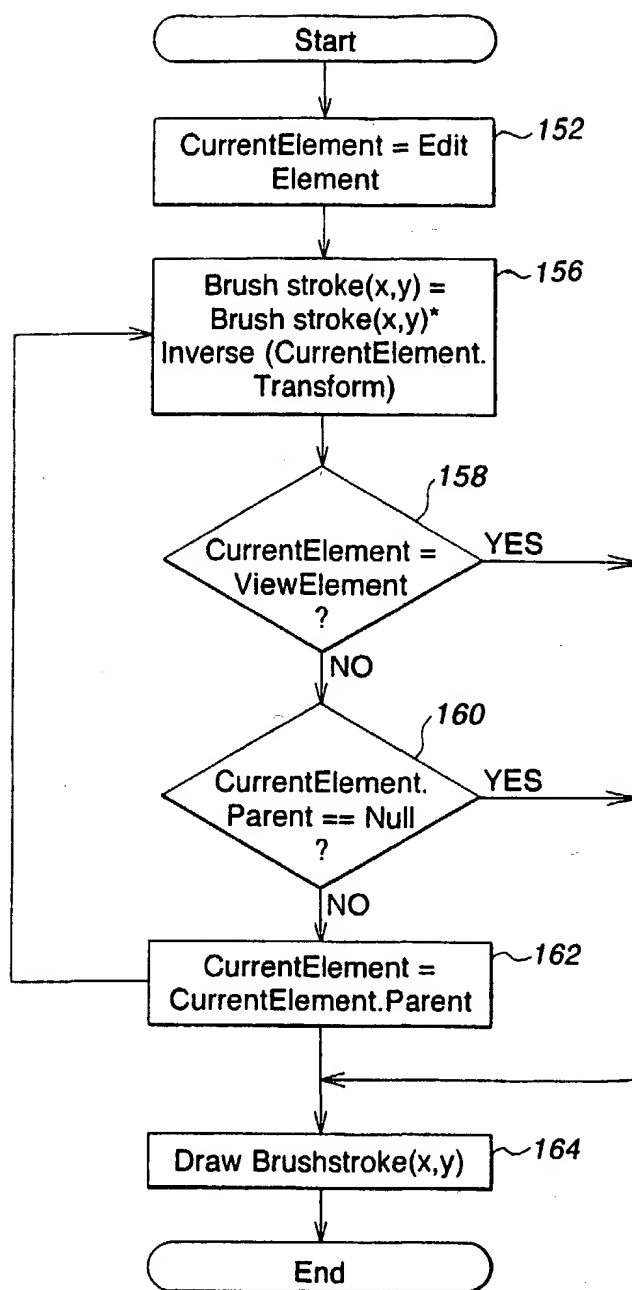 Start
CurrentElement = Edit
Element
152
Brush stroke(x,y) =
Brush stroke(x,y)*
Inverse (CurrentElement.
Transform)
156
CurrentElement =
ViewElement
?
158
YES
NO
CurrentElement.
Parent == Null
?
160
YES
NO
CurrentElement =
CurrentElement.Parent
162
Draw Brushstroke(x,y)
164
End